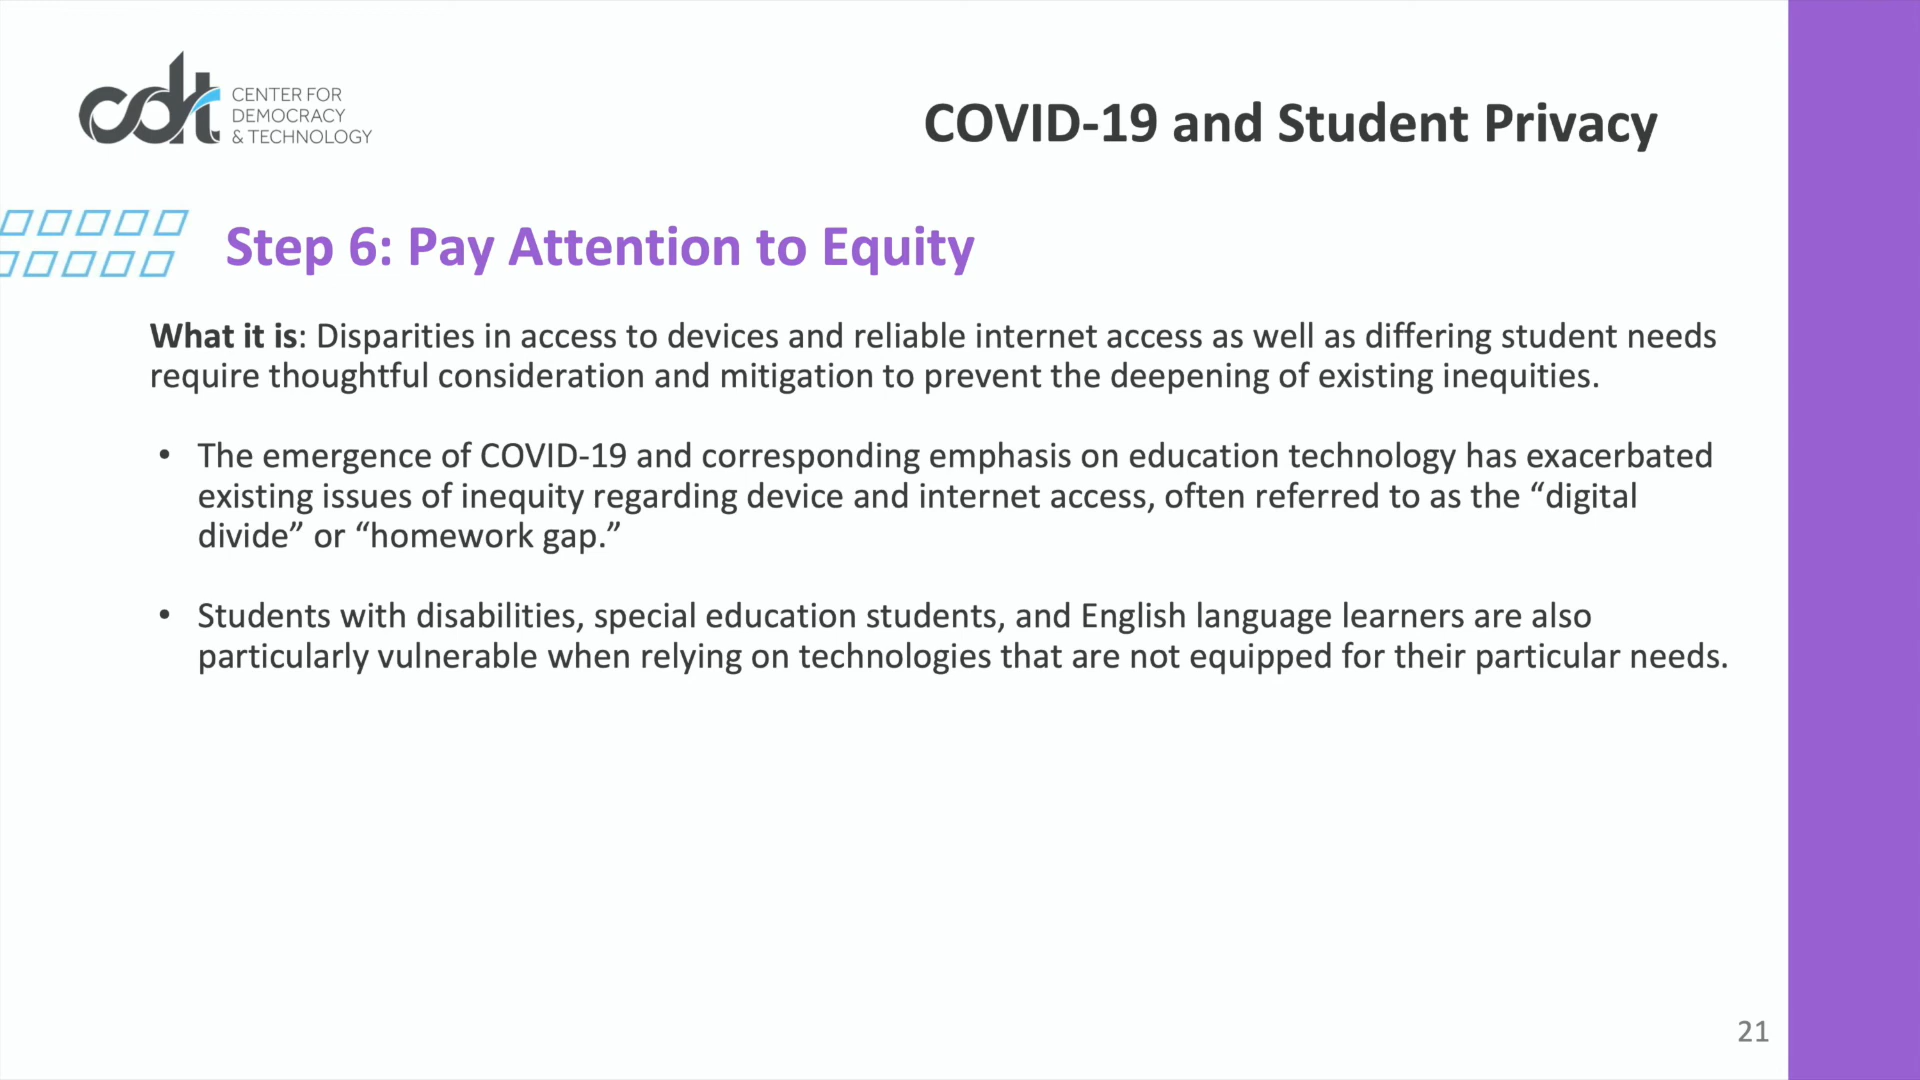 cdt
CENTER FOR
DEMOCRACY
& TECHNOLOGY
COVID-19 and Student Privacy
Step 6: Pay Attention to Equity
What it is: Disparities in access to devices and reliable internet access as well as differing student needs
require thoughtful consideration and mitigation to prevent the deepening of existing inequities.
• The emergence of COVID-19 and corresponding emphasis on education technology has exacerbated
existing issues of inequity regarding device and internet access, often referred to as the “digital
divide” or “homework gap.”
• Students with disabilities, special education students, and English language learners are also
particularly vulnerable when relying on technologies that are not equipped for their particular needs.
21